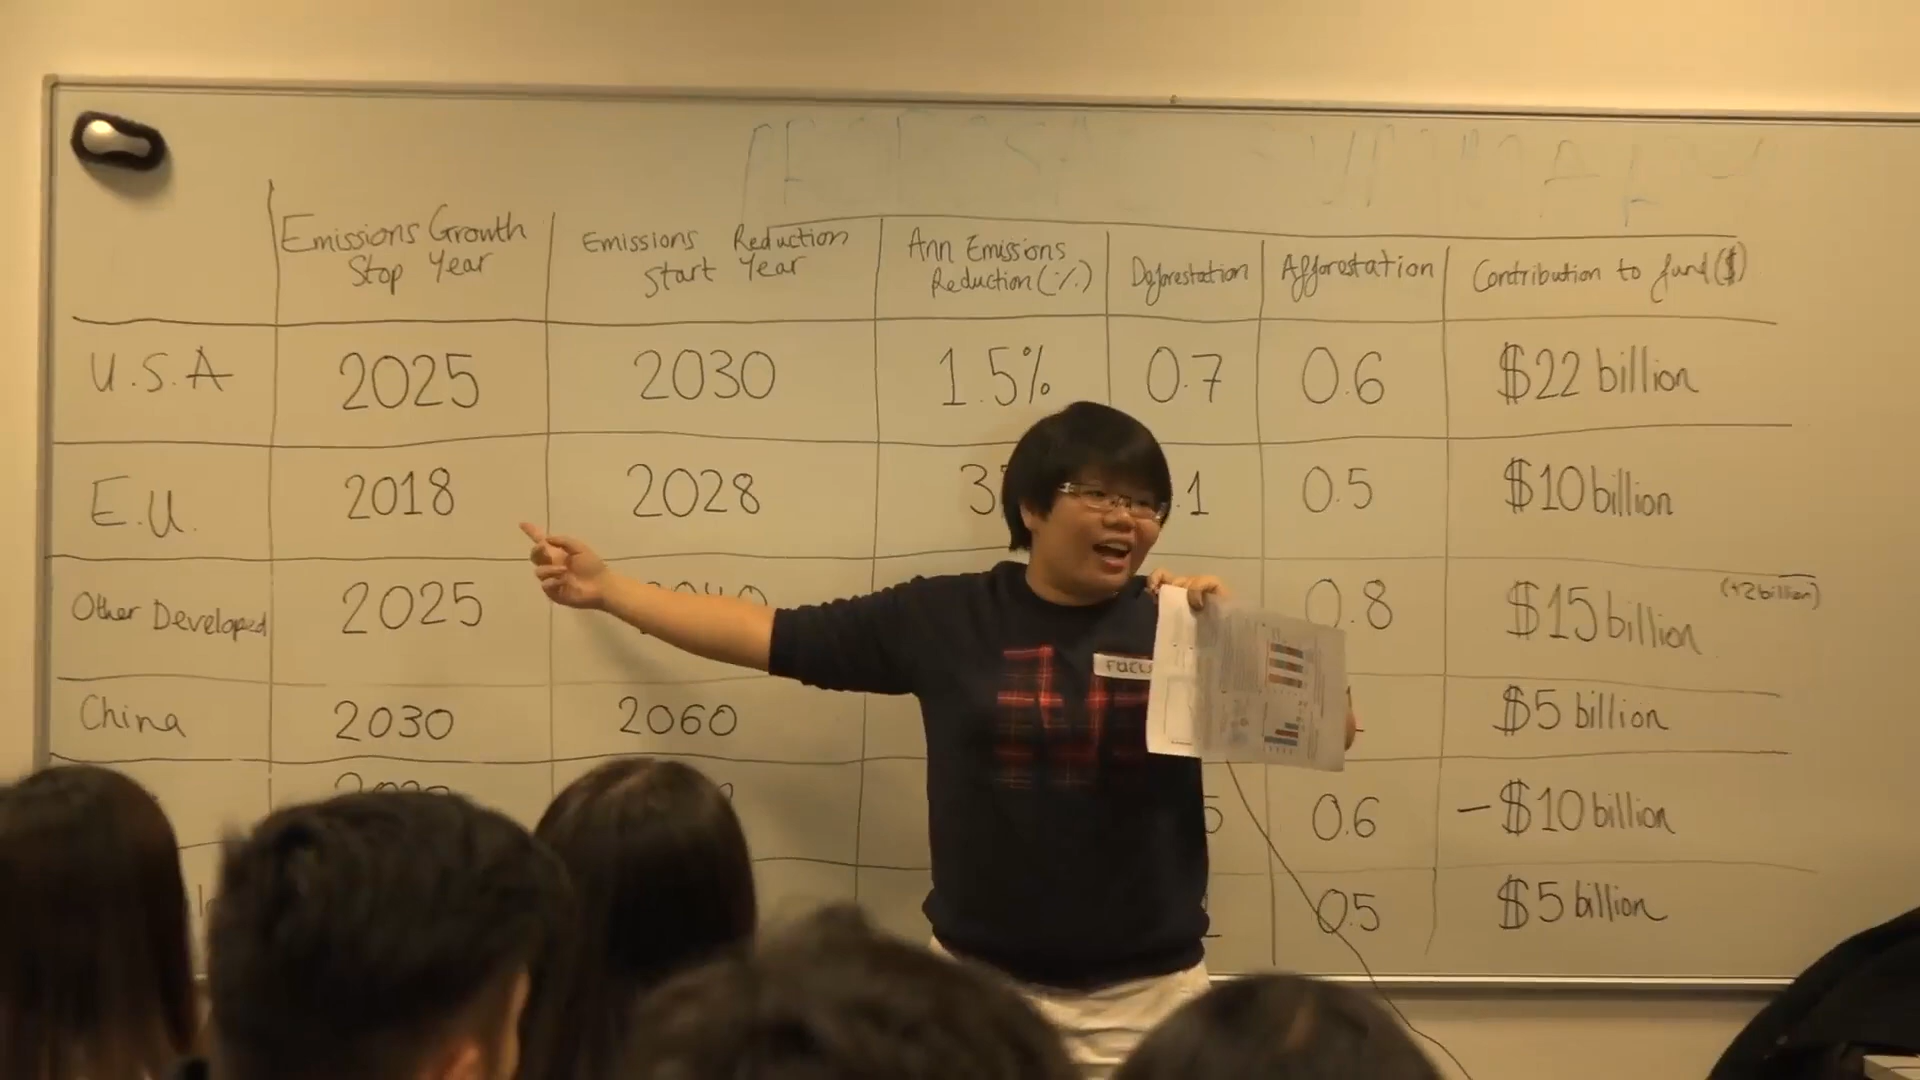 PROPOSAL SUMMARY
Emissions Growth
Stop Year
Emissions Reduction
Start Year
Ann Emissions
Reduction (%)
Deforestation
Afforestation
Contribution to fund ($)
U.S.A 2025 2030 1.5% 0.7 0.6 $22 billion
E.U. 2018 2028 0.5 $10 billion
Other Developed 2025 0.8 $15 billion (+2 billion)
China 2030 2060 $5 billion
0.6 -$10 billion
0.5 $5 billion